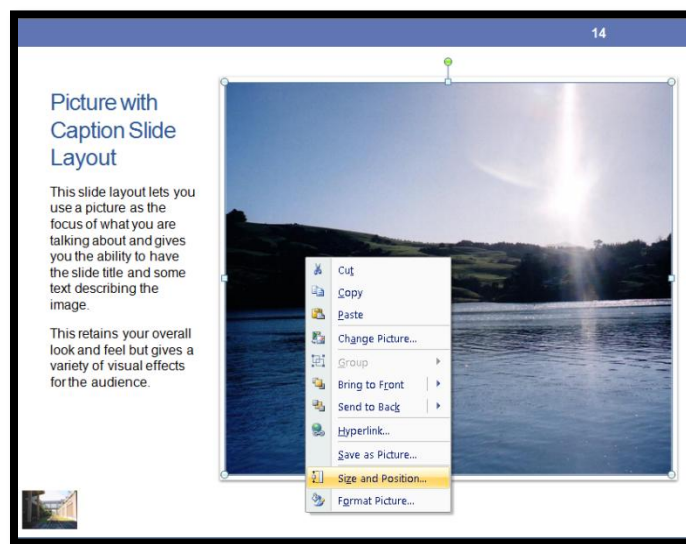 14
Picture with
Caption Slide
Layout
This slide layout lets you
use a picture as the
focus of what you are
talking about and gives
you the ability to have
the slide title and some
text describing the
image.
This retains your overall
look and feel but gives a
variety of visual effects
for the audience.
Cut
Copy
Paste
Change Picture...
Group
Bring to Front
Send to Back
Hyperlink...
Save as Picture...
Size and Position...
Format Picture...